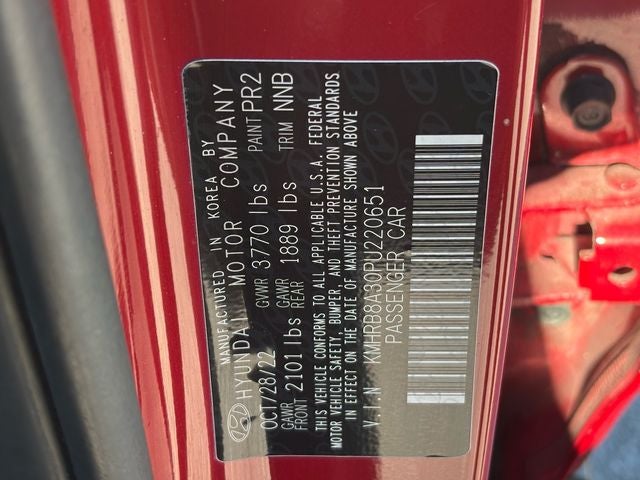 MANUFACTURED IN KOREA BY
HYUNDAI MOTOR COMPANY
OCT/28/22 GVWR 3770 lbs PAINT PR2
GAWR FRONT 2101 lbs GAWR REAR 1889 lbs TRIM NNB
THIS VEHICLE CONFORMS TO ALL APPLICABLE U.S.A. FEDERAL
MOTOR VEHICLE SAFETY, BUMPER, AND THEFT PREVENTION STANDARDS
IN EFFECT ON THE DATE OF MANUFACTURE SHOWN ABOVE
V.I.N KMHRB8A30PU220651
PASSENGER CAR